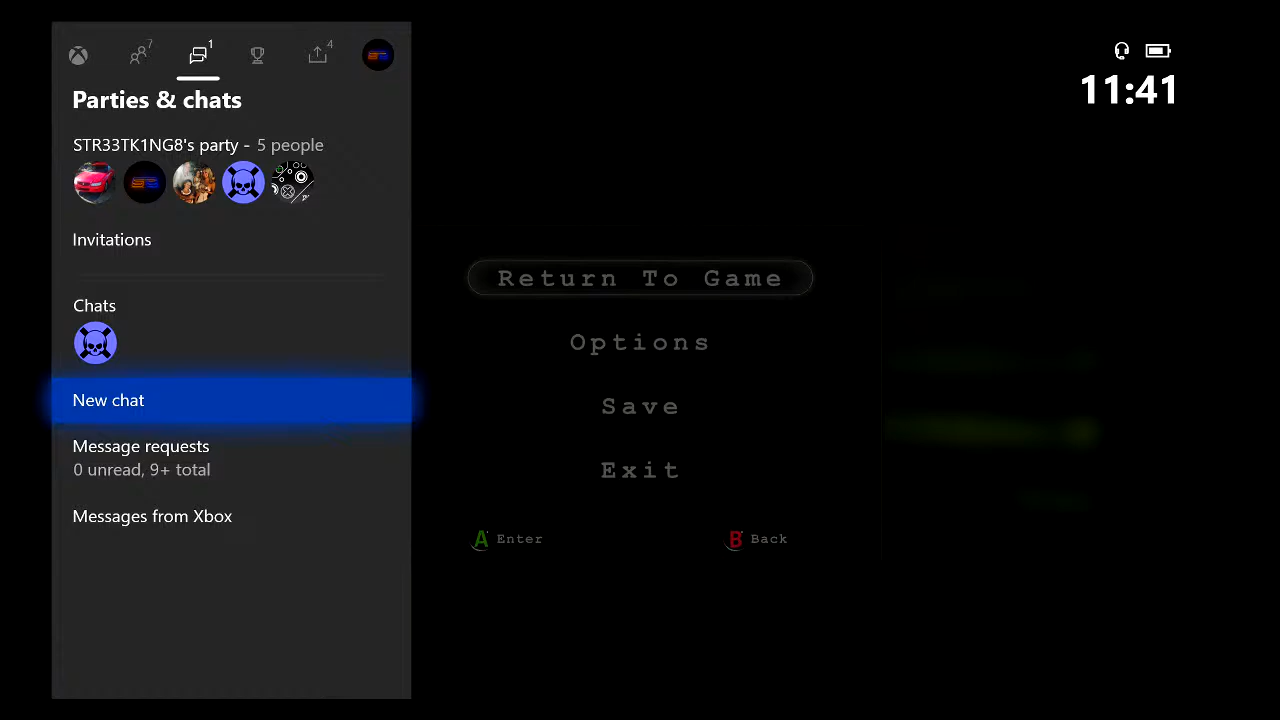 7
1
4
Parties & chats
STR33TK1NG8's party - 5 people
Invitations
Chats
New chat
Message requests
0 unread, 9+ total
Messages from Xbox
11:41
Return To Game
Options
Save
Exit
A Enter
B Back